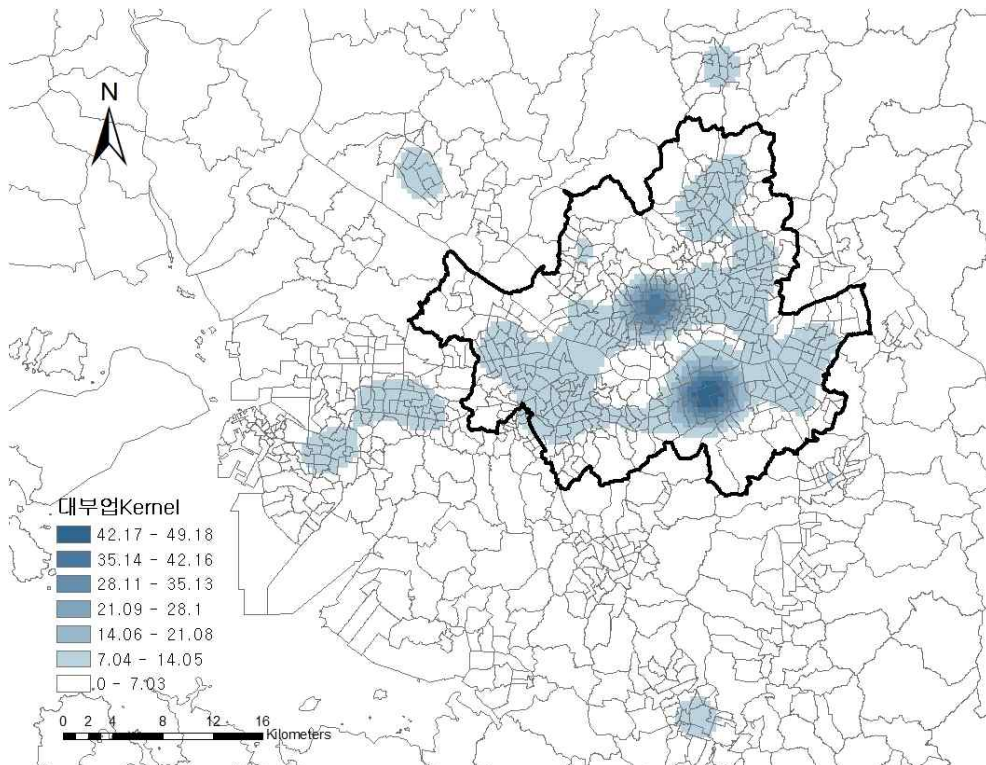 N
대부업Kernel
42.17 - 49.18
35.14 - 42.16
28.11 - 35.13
21.09 - 28.1
14.06 - 21.08
7.04 - 14.05
0 - 7.03
0 2 4 8 12 16
Kilometers